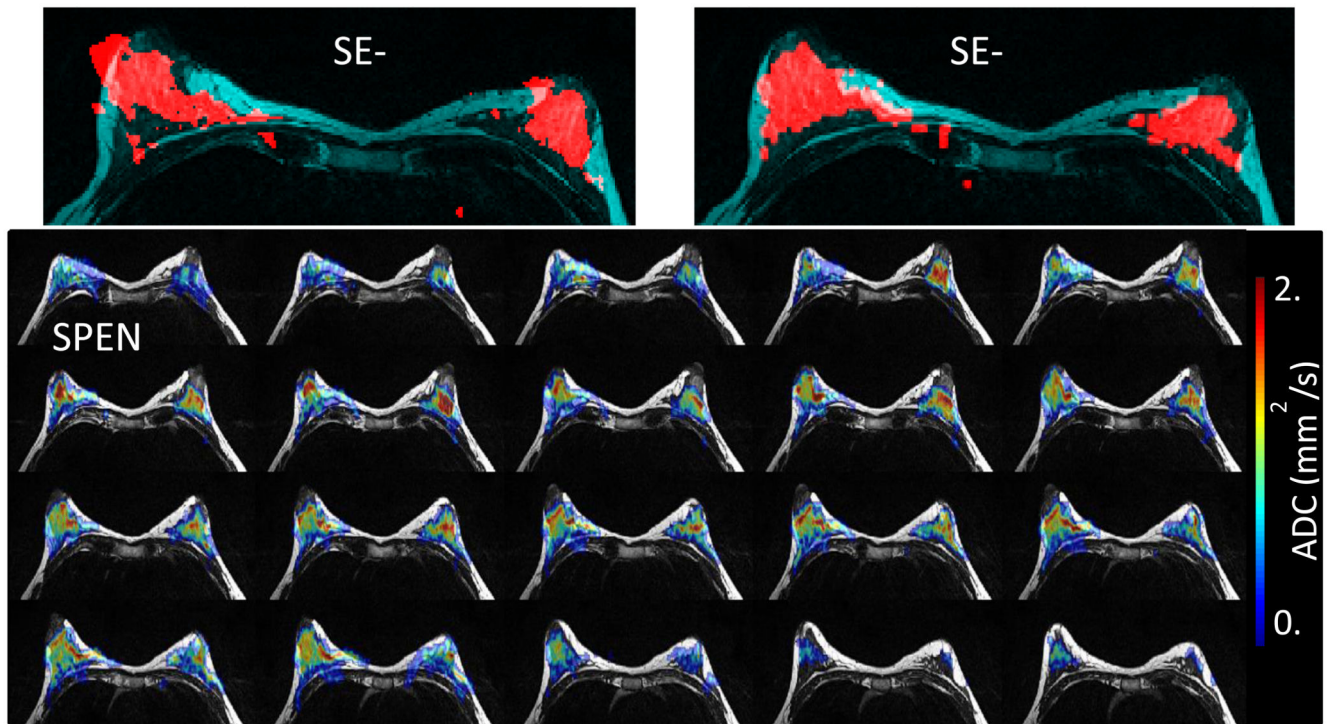 SE-
SE-
SPEN
2.
ADC (mm²/s)
0.